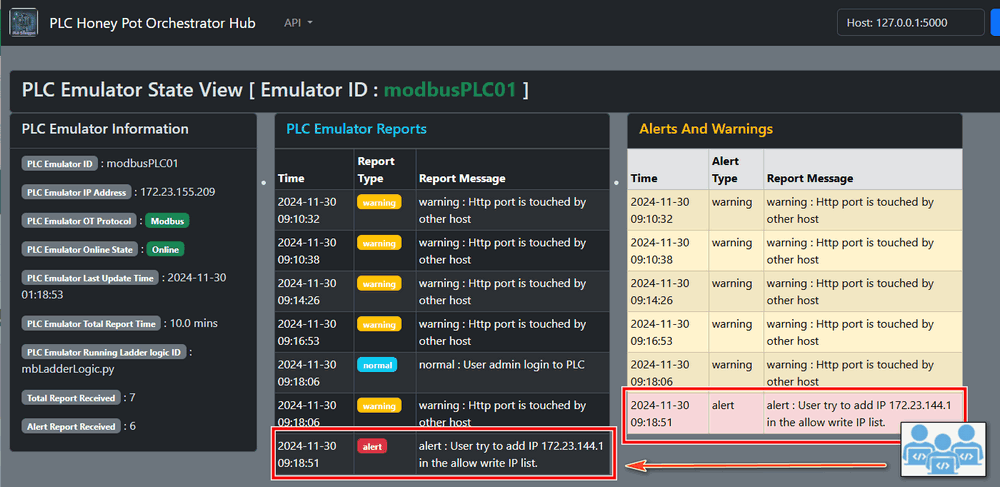 PLC Honey Pot Orchestrator Hub
API
Host: 127.0.0.1:5000
PLC Emulator State View [ Emulator ID : modbusPLC01 ]
PLC Emulator Information
PLC Emulator ID : modbusPLC01
PLC Emulator IP Address : 172.23.155.209
PLC Emulator OT Protocol : Modbus
PLC Emulator Online State : Online
PLC Emulator Last Update Time : 2024-11-30
01:18:53
PLC Emulator Total Report Time : 10.0 mins
PLC Emulator Running Ladder logic ID :
mbLadderLogic.py
Total Report Received : 7
Alert Report Received : 6
PLC Emulator Reports
Report
Time Type Report Message
2024-11-30 warning warning : Http port is touched by
09:10:32 other host
2024-11-30 warning warning : Http port is touched by
09:10:38 other host
2024-11-30 warning warning : Http port is touched by
09:14:26 other host
2024-11-30 warning warning : Http port is touched by
09:16:53 other host
2024-11-30 normal normal : User admin login to PLC
09:18:06
2024-11-30 warning warning : Http port is touched by
09:18:06 other host
2024-11-30 alert alert : User try to add IP 172.23.144.1
09:18:51 in the allow write IP list.
Alerts And Warnings
Alert
Time Type Report Message
2024-11-30 warning warning : Http port is touched by
09:10:32 other host
2024-11-30 warning warning : Http port is touched by
09:10:38 other host
2024-11-30 warning warning : Http port is touched by
09:14:26 other host
2024-11-30 warning warning : Http port is touched by
09:16:53 other host
2024-11-30 warning warning : Http port is touched by
09:18:06 other host
2024-11-30 alert alert : User try to add IP 172.23.144.1
09:18:51 in the allow write IP list.